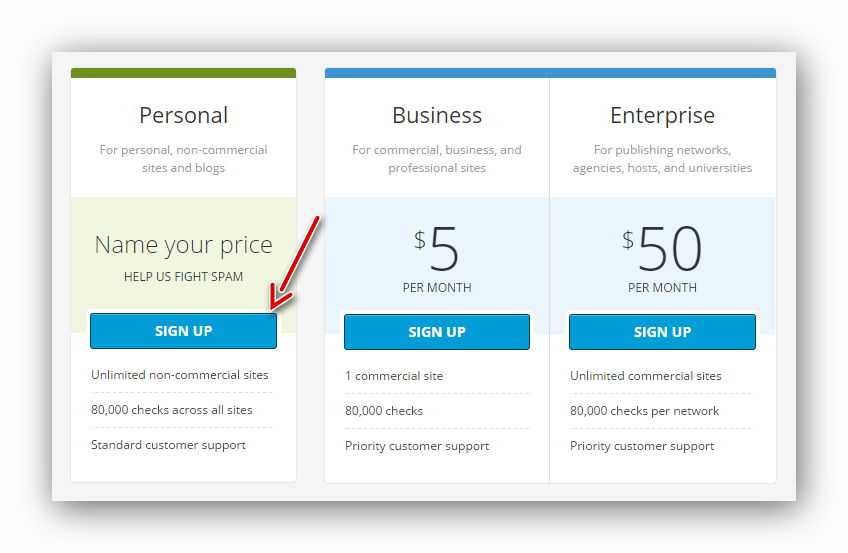 Personal
For personal, non-commercial
sites and blogs
Name your price
HELP US FIGHT SPAM
SIGN UP
Unlimited non-commercial sites
80,000 checks across all sites
Standard customer support
Business
For commercial, business, and
professional sites
$5
PER MONTH
SIGN UP
1 commercial site
80,000 checks
Priority customer support
Enterprise
For publishing networks,
agencies, hosts, and universities
$50
PER MONTH
SIGN UP
Unlimited commercial sites
80,000 checks per network
Priority customer support